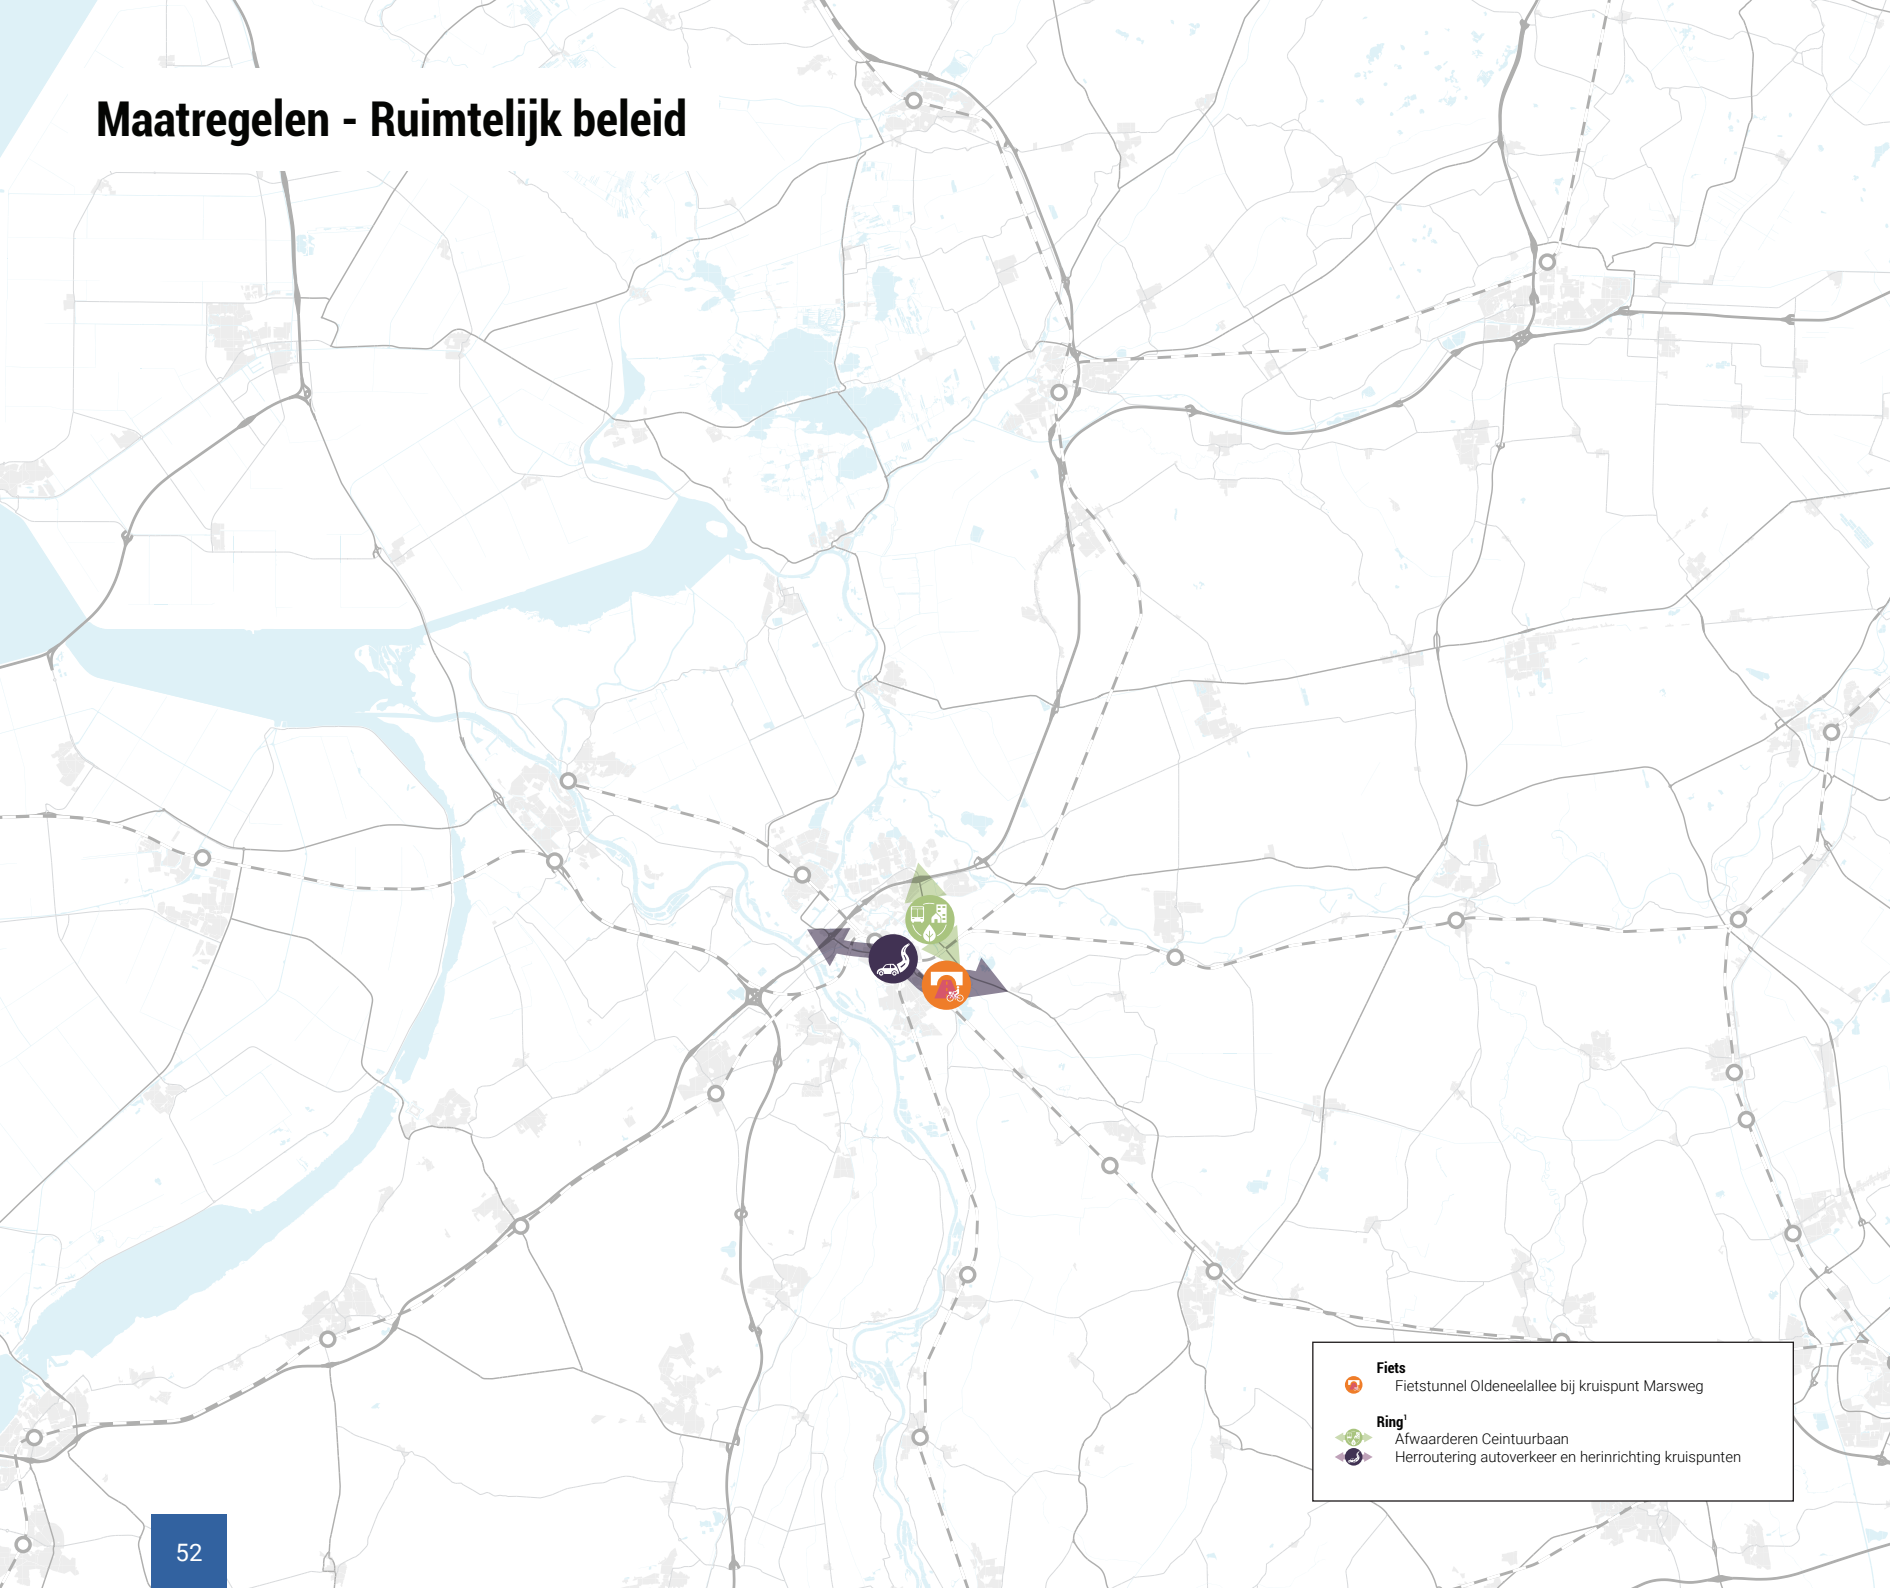 Maatregelen - Ruimtelijk beleid
Fiets
Fietstunnel Oldeneelallee bij kruispunt Marsweg
Ring¹
Afwaarderen Ceintuurbaan
Herroutering autoverkeer en herinrichting kruispunten
52